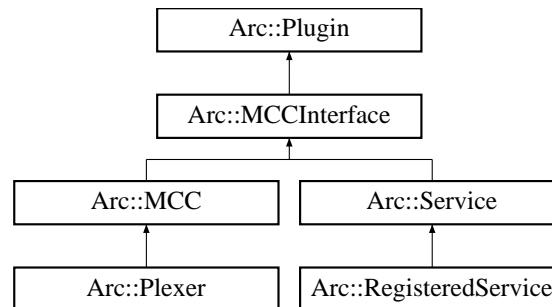 Arc::Plugin
Arc::MCCInterface
Arc::MCC
Arc::Service
Arc::Plexer
Arc::RegisteredService